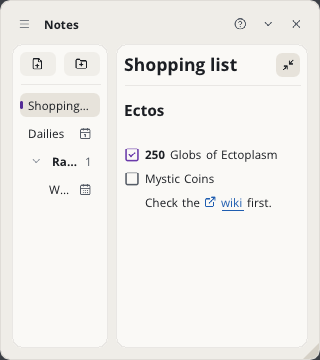 Notes
Shopping...
Dailies
Ra... 1
W...
Shopping list
Ectos
250 Globs of Ectoplasm
Mystic Coins
Check the wiki first.